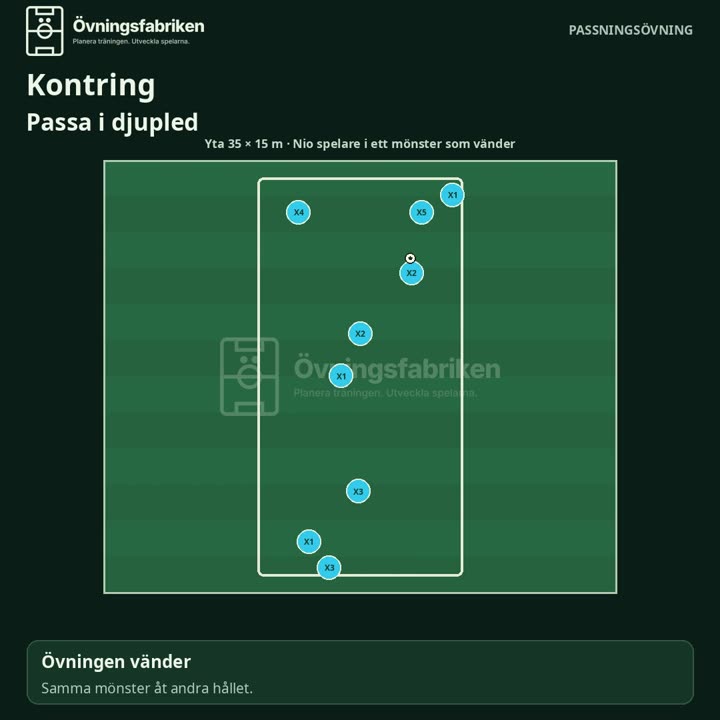 Övningsfabriken
Planera träningen. Utveckla spelarna.
PASSNINGSÖVNING
Kontring
Passa i djupled
Yta 35 × 15 m · Nio spelare i ett mönster som vänder
X1
X4
X5
X2
X2
Övningsfabriken
X1
Planera träningen. Utveckla spelarna.
X3
X1
X3
Övningen vänder
Samma mönster åt andra hållet.